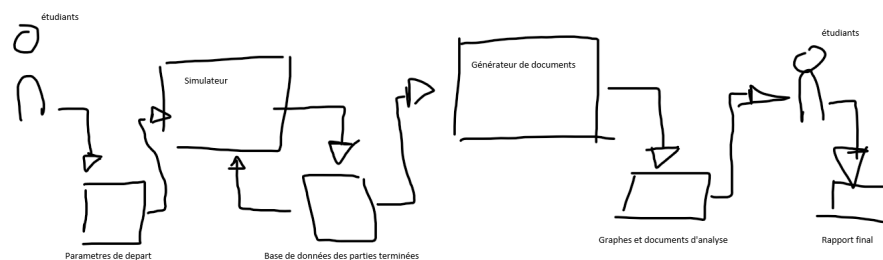 étudiants
étudiants
Simulateur
Générateur de documents
Parametres de depart
Base de données des parties terminées
Graphes et documents d'analyse
Rapport final